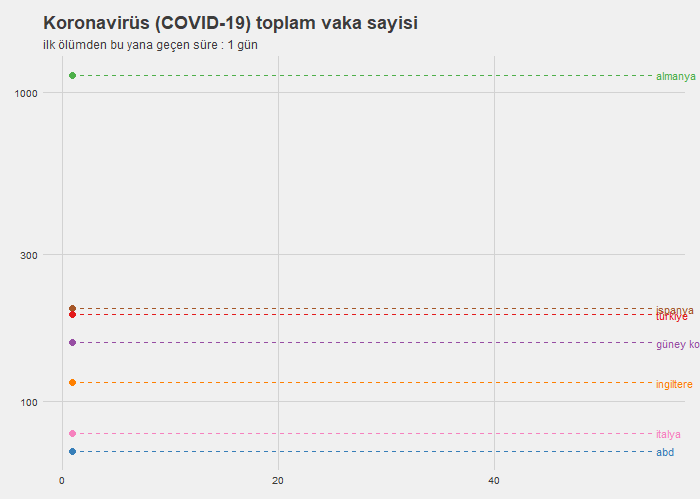 Koronavirüs (COVID-19) toplam vaka sayisi
ilk ölümden bu yana geçen süre : 1 gün
almanya
1000
300
ispanya
türkiye
güney ko
ingiltere
100
italya
abd
0 20 40